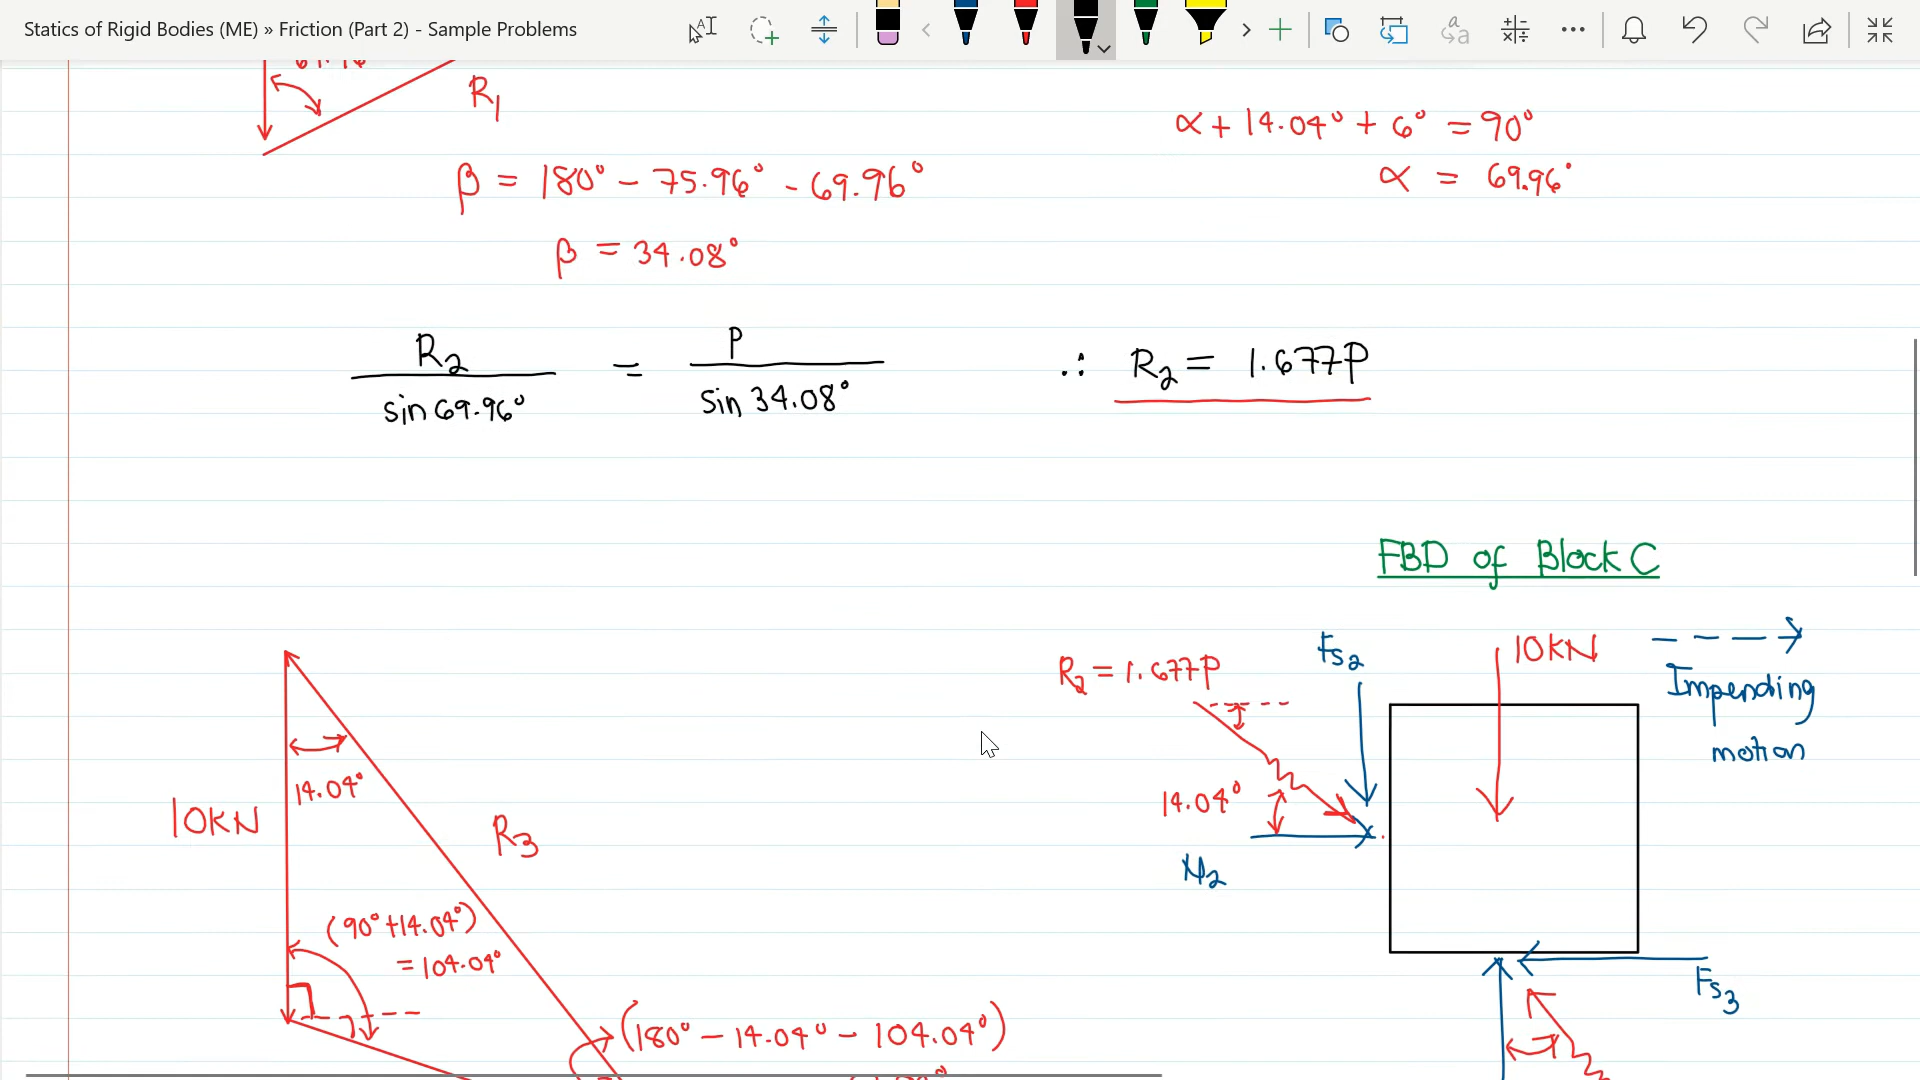 Statics of Rigid Bodies (ME) » Friction (Part 2) - Sample Problems
R1
α + 14.04° + 6° = 90°
α = 69.96°
β = 180° - 75.96° - 69.96°
β = 34.08°
R2 / sin 69.96° = P / sin 34.08°
∴ R2 = 1.677P
FBD of Block C
Fs2
10KN
R2 = 1.677P
Impending
motion
14.04°
10KN
14.04°
R3
N2
(90° + 14.04°)
= 104.04°
Fs3
(180° - 14.04° - 104.04°)